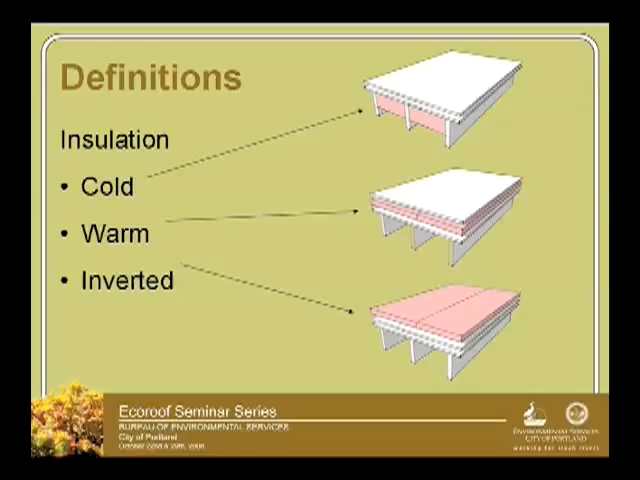 Definitions
Insulation
• Cold
• Warm
• Inverted
Ecoroof Seminar Series
BUREAU OF ENVIRONMENTAL SERVICES
City of Portland
ENVIRONMENTAL SERVICES
CITY OF PORTLAND
working for clean rivers